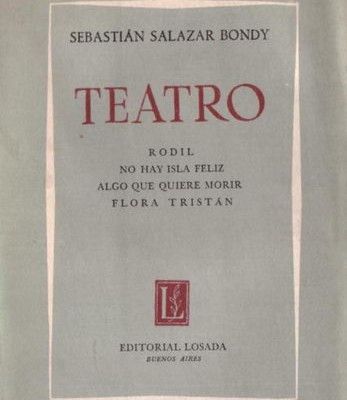 SEBASTIÁN SALAZAR BONDY
TEATRO
RODIL
NO HAY ISLA FELIZ
ALGO QUE QUIERE MORIR
FLORA TRISTÁN
L
EDITORIAL LOSADA
BUENOS AIRES